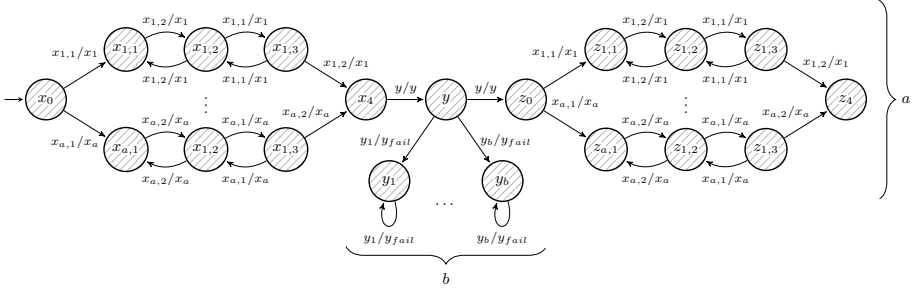 x_{1,2}/x_1 x_{1,1}/x_1 x_{1,2}/x_1 x_{1,1}/x_1
x_{1,1}/x_1 x_{1,1} x_{1,2} x_{1,3} x_{1,2}/x_1 x_{1,1}/x_1 z_{1,1} z_{1,2} z_{1,3} x_{1,2}/x_1
x_{1,2}/x_1 x_{1,1}/x_1 x_{1,2}/x_1 x_{1,1}/x_1
x_0 ⋮ x_4 y/y y y/y z_0 ⋮ z_4 a
x_{a,1}/x_a x_{a,2}/x_a x_{a,1}/x_a x_{a,2}/x_a x_{a,1}/x_a x_{a,2}/x_a x_{a,1}/x_a x_{a,2}/x_a
x_{a,1} x_{1,2} x_{1,3} y_1/y_{fail} y_b/y_{fail} z_{a,1} z_{1,2} z_{1,3}
x_{a,2}/x_a x_{a,1}/x_a x_{a,2}/x_a x_{a,1}/x_a
y_1 … y_b
y_1/y_{fail} y_b/y_{fail}
b